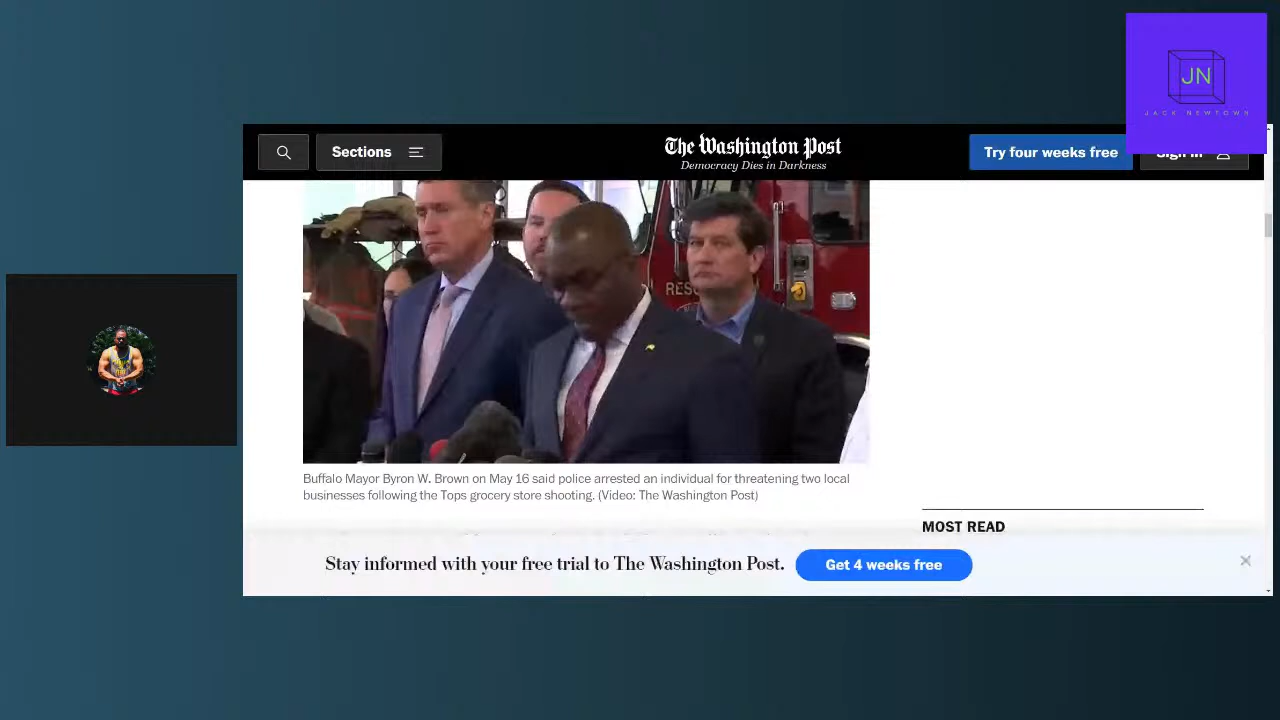 JN
JACK NEWTOWN
Sections
The Washington Post
Democracy Dies in Darkness
Try four weeks free
Sign in
RESC
Buffalo Mayor Byron W. Brown on May 16 said police arrested an individual for threatening two local
businesses following the Tops grocery store shooting. (Video: The Washington Post)
MOST READ
Stay informed with your free trial to The Washington Post.
Get 4 weeks free